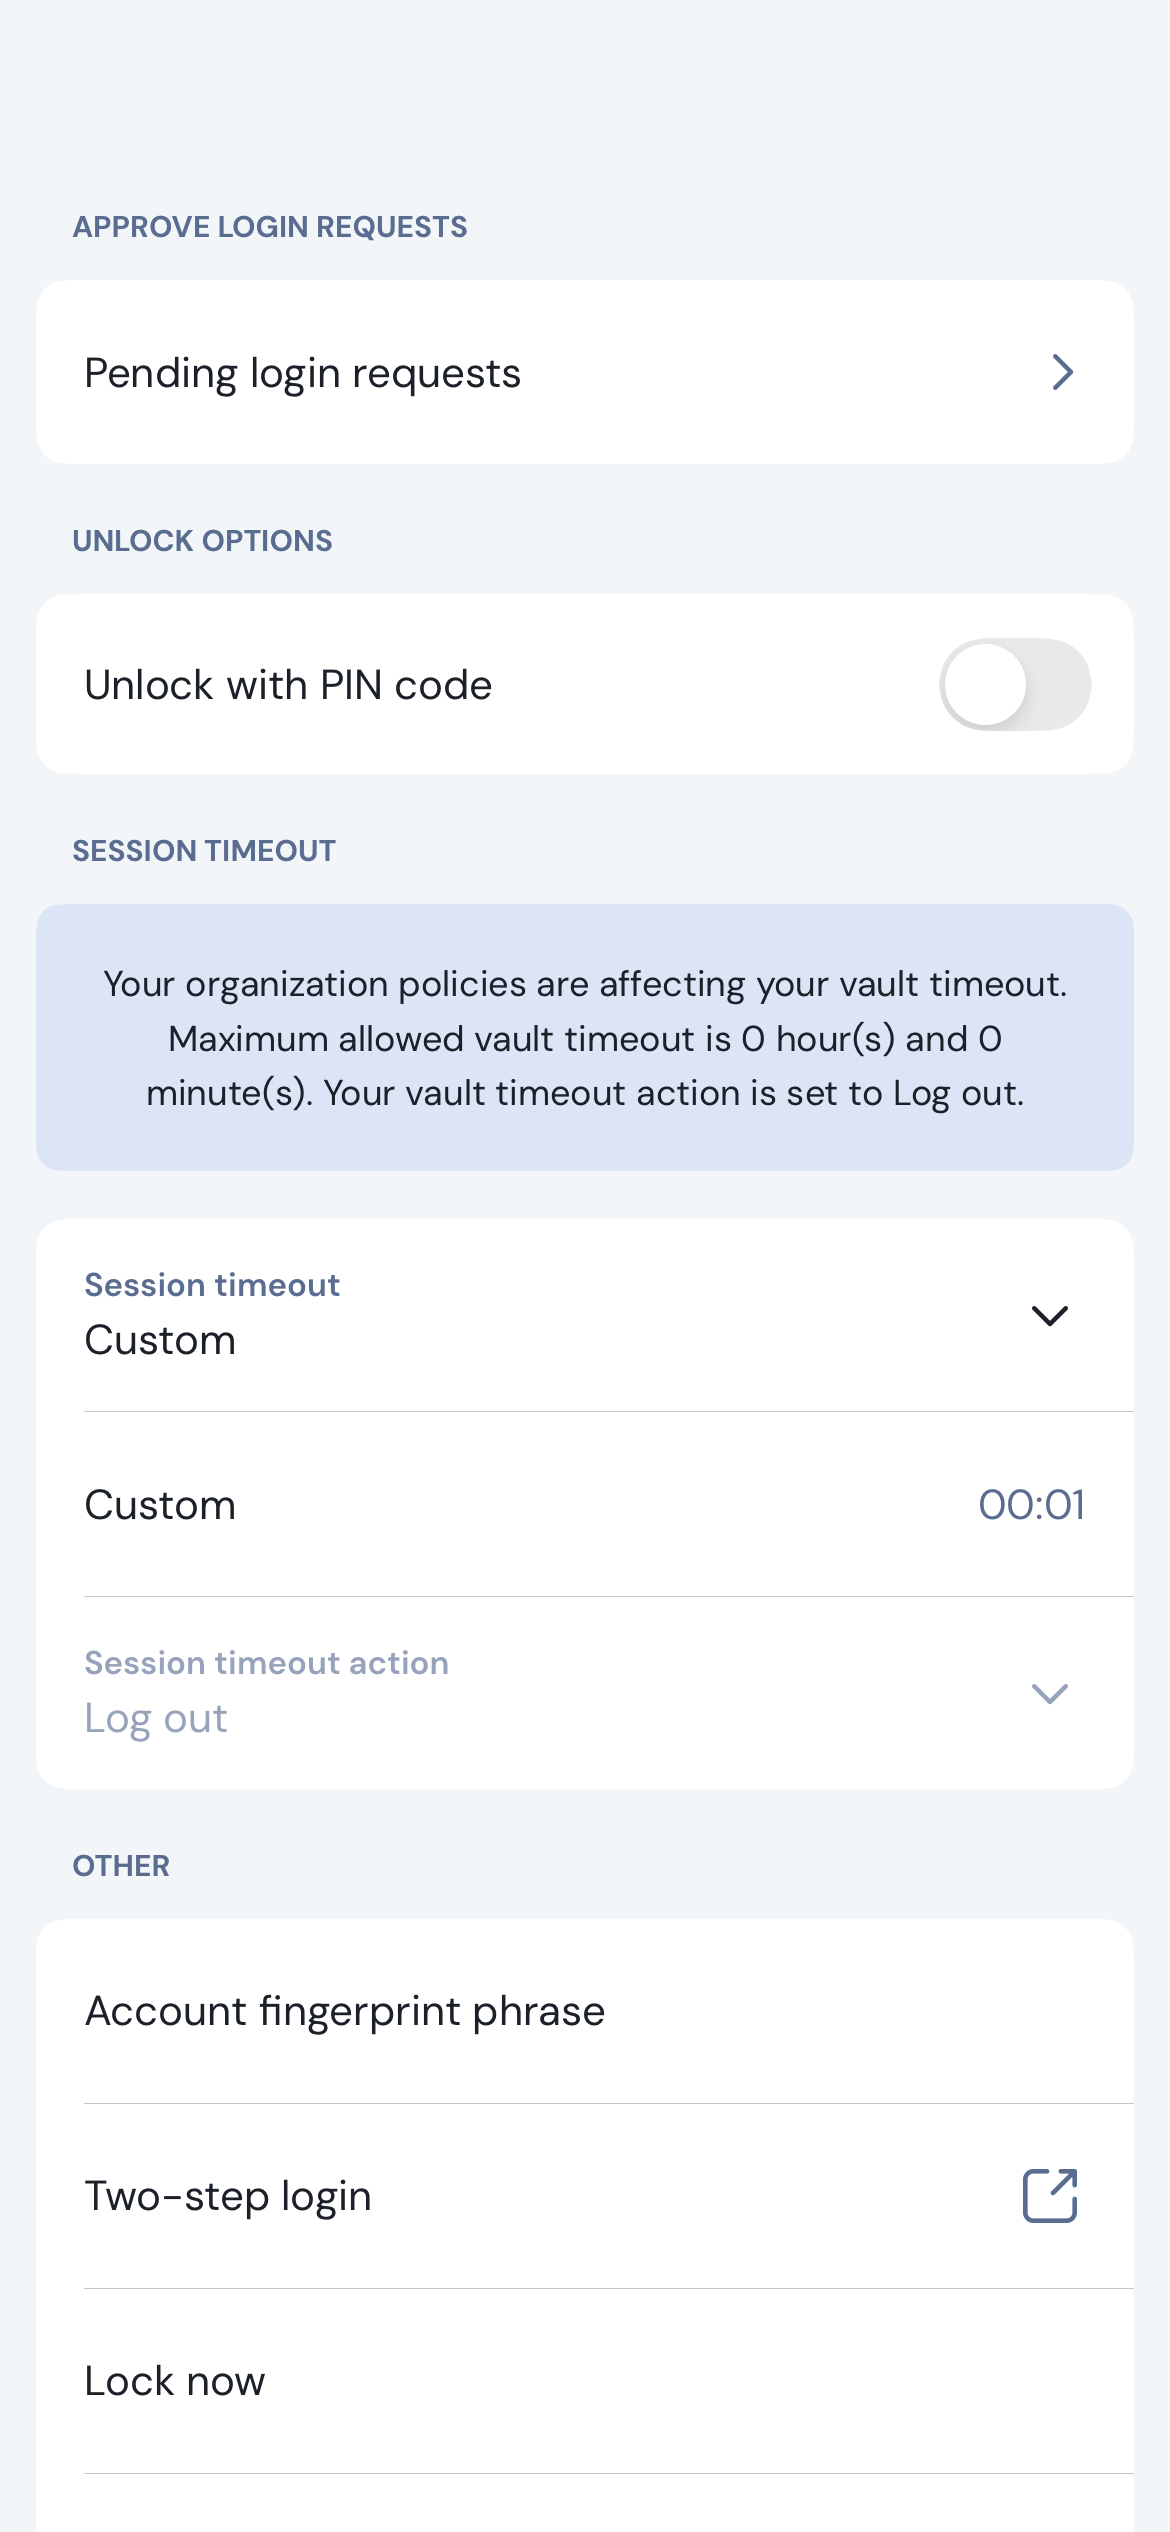 APPROVE LOGIN REQUESTS
Pending login requests
UNLOCK OPTIONS
Unlock with PIN code
SESSION TIMEOUT
Your organization policies are affecting your vault timeout.
Maximum allowed vault timeout is 0 hour(s) and 0
minute(s). Your vault timeout action is set to Log out.
Session timeout
Custom
Custom 00:01
Session timeout action
Log out
OTHER
Account fingerprint phrase
Two-step login
Lock now